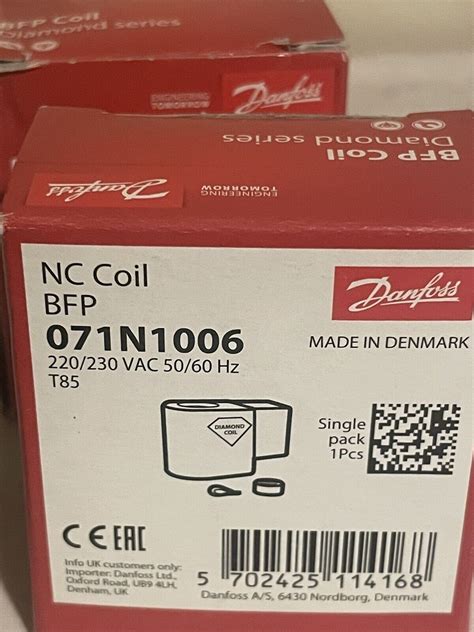 BFP Coil
Diamond series
ENGINEERING
TOMORROW
Danfoss
BFP Coil
Diamond series
Danfoss
ENGINEERING
TOMORROW
NC Coil
BFP
071N1006
220/230 VAC 50/60 Hz
T85
Danfoss
MADE IN DENMARK
DIAMOND
COIL
Single
pack
1Pcs
CE EAC
Info UK customers only:
Importer: Danfoss Ltd.,
Oxford Road, UB9 4LH,
Denham, UK
5 702425 114168
Danfoss A/S, 6430 Nordborg, Denmark